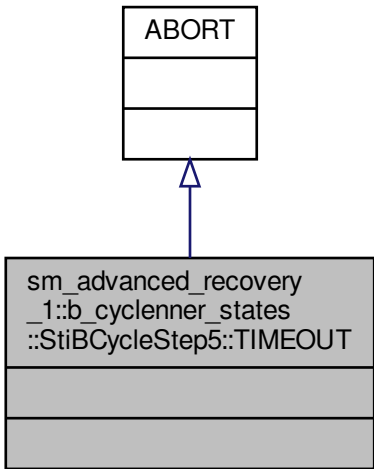 ABORT
sm_advanced_recovery
_1::b_cyclenner_states
::StiBCycleStep5::TIMEOUT